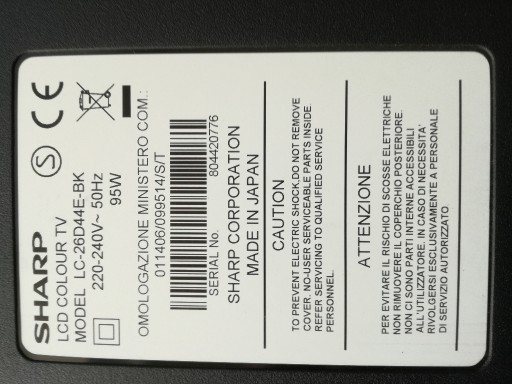 SHARP
LCD COLOUR TV
MODEL LC-26D44E-BK
220-240V~ 50Hz
95W
OMOLOGAZIONE MINISTERO COM.:
011406/099514/S/T
SERIAL No. 804420776
SHARP CORPORATION
MADE IN JAPAN
CAUTION
TO PREVENT ELECTRIC SHOCK,DO NOT REMOVE
COVER. NO-USER SERVICEABLE PARTS INSIDE.
REFER SERVICING TO QUALIFIED SERVICE
PERSONNEL.
ATTENZIONE
PER EVITARE IL RISCHIO DI SCOSSE ELETTRICHE
NON RIMUOVERE IL COPERCHIO POSTERIORE.
NON CI SONO PARTI INTERNE ACCESSIBILI
ALL'UTILIZZATORE. IN CASO DI NECESSITA'
RIVOLGERSI ESCLUSIVAMENTE A PERSONALE
DI SERVIZIO AUTORIZZATO